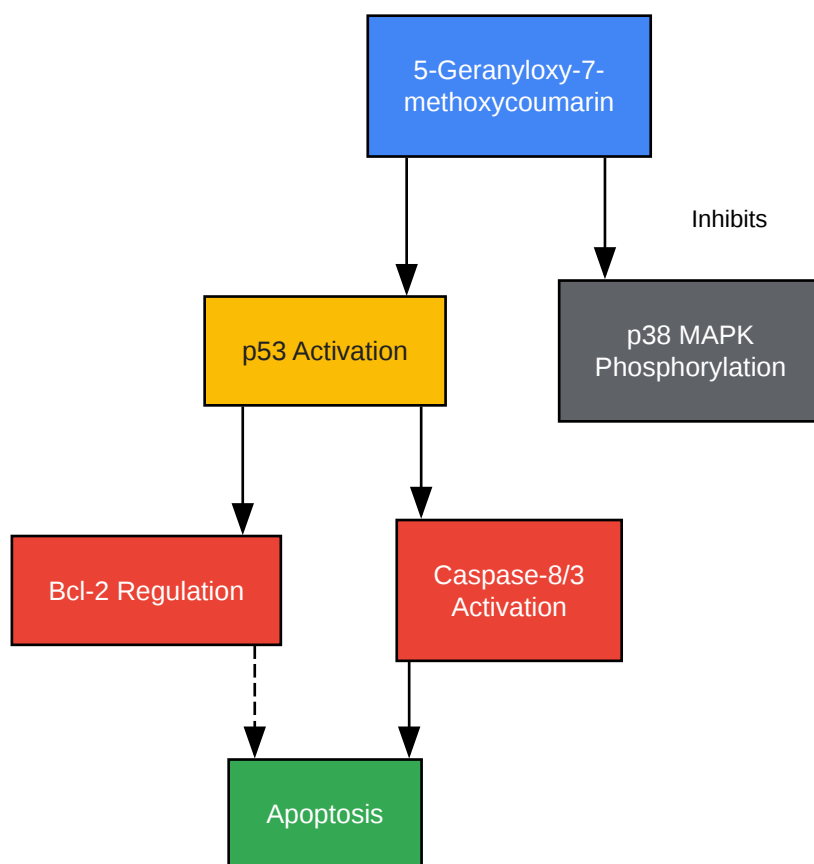 5-Geranyloxy-7-
methoxycoumarin
Inhibits
p53 Activation
p38 MAPK
Phosphorylation
Bcl-2 Regulation
Caspase-8/3
Activation
Apoptosis